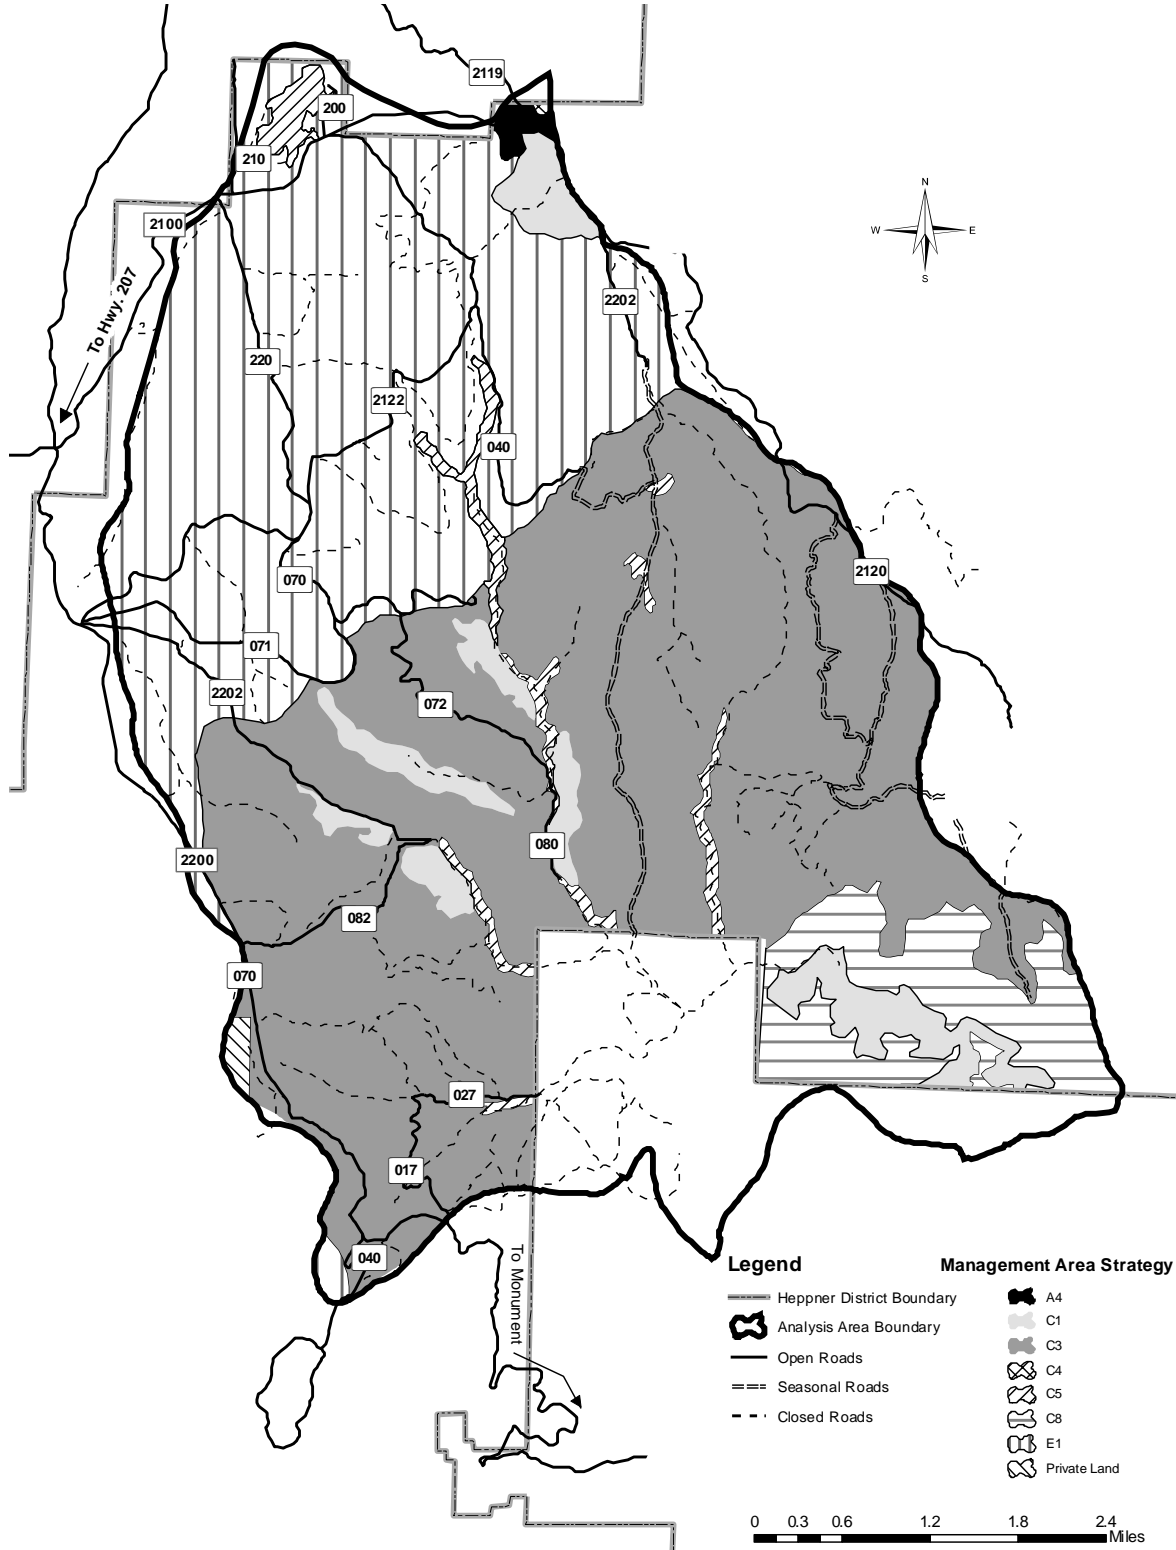 2119
200
210
2100
N
W E
S
To Hwy. 207
2202
220
2122
040
070
2120
071
2202
072
080
2200
082
070
027
017
040
To Monument
Legend
Heppner District Boundary
Analysis Area Boundary
Open Roads
Seasonal Roads
Closed Roads
Management Area Strategy
A4
C1
C3
C4
C5
C8
E1
Private Land
0 0.3 0.6 1.2 1.8 2.4
Miles